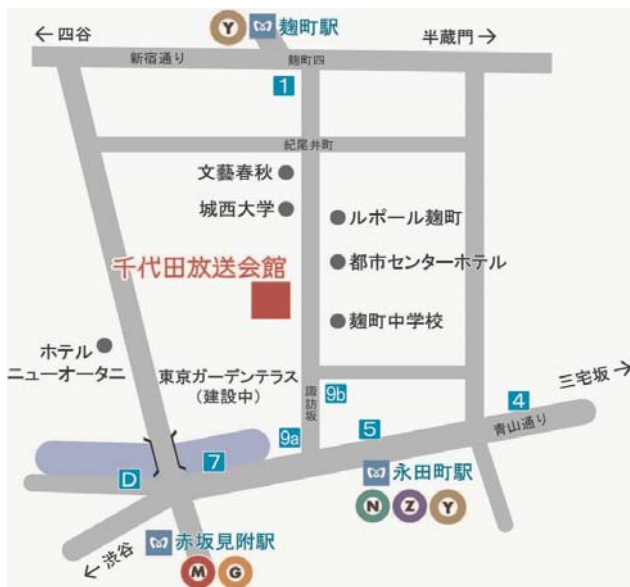 Y 麹町駅
← 四谷
半蔵門 →
新宿通り
麹町四
1
紀尾井町
文藝春秋
城西大学
ルポール麹町
千代田放送会館
都市センターホテル
麹町中学校
ホテル
ニューオータニ
東京ガーデンテラス
(建設中)
諏訪坂
9b
三宅坂
4
青山通り
9a
5
7
D
永田町駅
N Z Y
赤坂見附駅
渋谷
M G